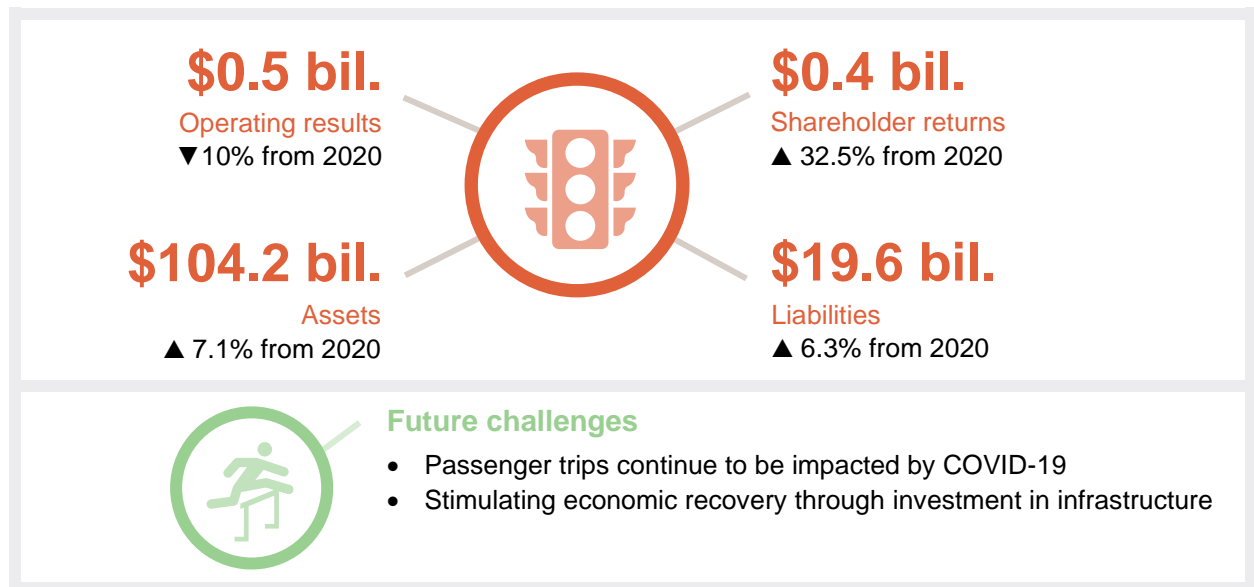 $0.5 bil.
Operating results
▼10% from 2020
$0.4 bil.
Shareholder returns
▲ 32.5% from 2020
$104.2 bil.
Assets
▲ 7.1% from 2020
$19.6 bil.
Liabilities
▲ 6.3% from 2020
Future challenges
• Passenger trips continue to be impacted by COVID-19
• Stimulating economic recovery through investment in infrastructure